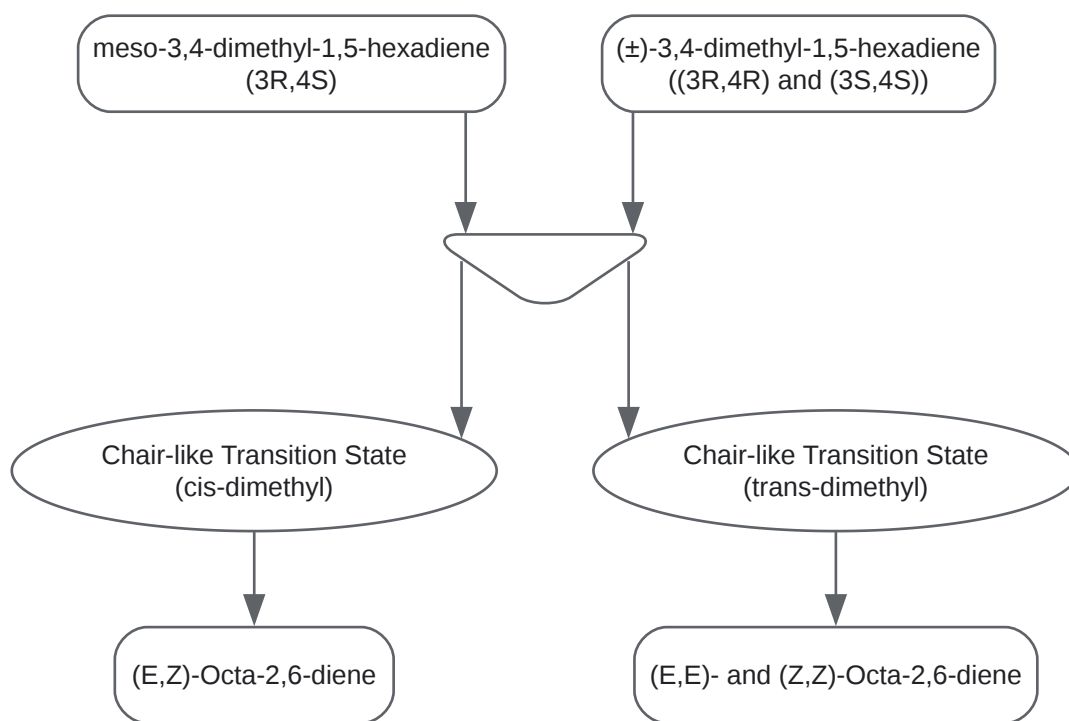 meso-3,4-dimethyl-1,5-hexadiene
(3R,4S)
(±)-3,4-dimethyl-1,5-hexadiene
((3R,4R) and (3S,4S))
Chair-like Transition State
(cis-dimethyl)
Chair-like Transition State
(trans-dimethyl)
(E,Z)-Octa-2,6-diene
(E,E)- and (Z,Z)-Octa-2,6-diene